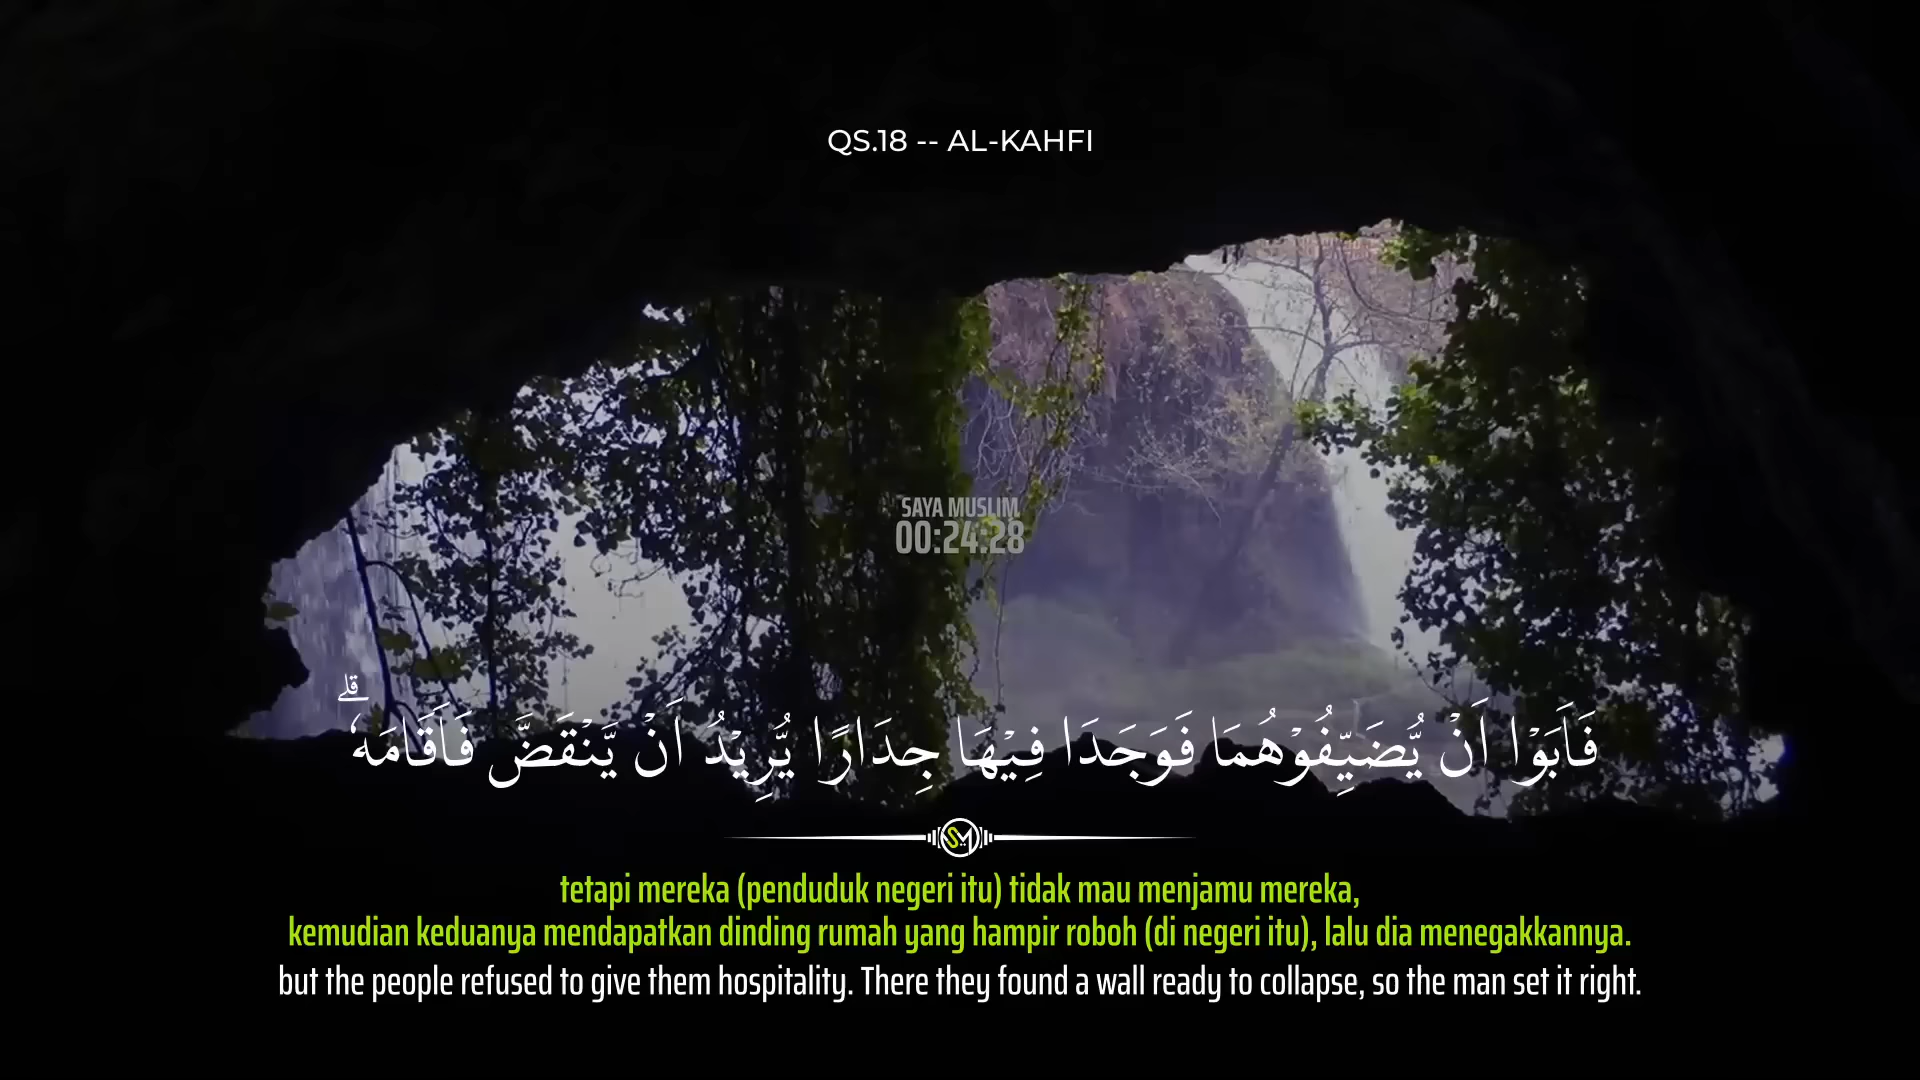 QS.18 -- AL-KAHFI
SAYA MUSLIM
00:24:28
فَاَبَوْا اَنْ يُّضَيِّفُوْهُمَا فَوَجَدَا فِيْهَا جِدَارًا يُّرِيْدُ اَنْ يَّنْقَضَّ فَاَقَامَهٗ ۗ
SM
tetapi mereka (penduduk negeri itu) tidak mau menjamu mereka,
kemudian keduanya mendapatkan dinding rumah yang hampir roboh (di negeri itu), lalu dia menegakkannya.
but the people refused to give them hospitality. There they found a wall ready to collapse, so the man set it right.